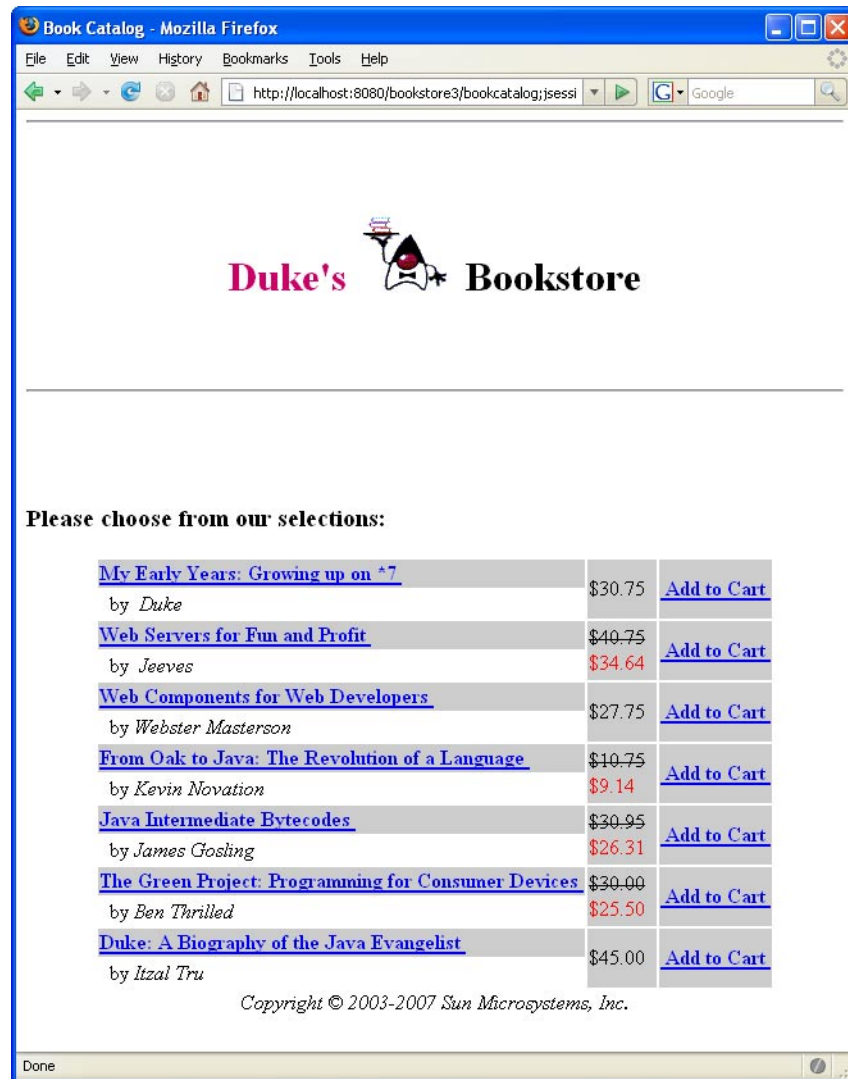 Book Catalog - Mozilla Firefox
File Edit View History Bookmarks Tools Help
http://localhost:8080/bookstore3/bookcatalog;jsessi
Google
Duke's Bookstore
Please choose from our selections:
My Early Years: Growing up on *7
by Duke
$30.75
Add to Cart
Web Servers for Fun and Profit
by Jeeves
$40.75
$34.64
Add to Cart
Web Components for Web Developers
by Webster Masterson
$27.75
Add to Cart
From Oak to Java: The Revolution of a Language
by Kevin Novation
$10.75
$9.14
Add to Cart
Java Intermediate Bytecodes
by James Gosling
$30.95
$26.31
Add to Cart
The Green Project: Programming for Consumer Devices
by Ben Thrilled
$30.00
$25.50
Add to Cart
Duke: A Biography of the Java Evangelist
by Itzal Tru
$45.00
Add to Cart
Copyright © 2003-2007 Sun Microsystems, Inc.
Done